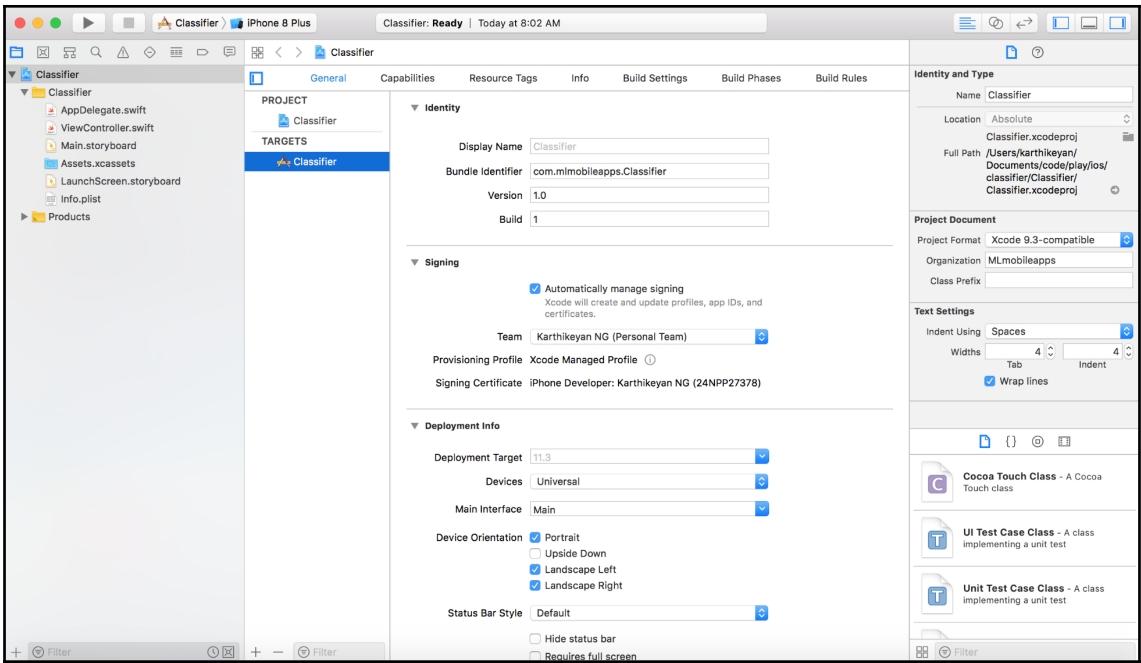 Classifier
iPhone 8 Plus
Classifier: Ready | Today at 8:02 AM
Classifier
Classifier
AppDelegate.swift
ViewController.swift
Main.storyboard
Assets.xcassets
LaunchScreen.storyboard
Info.plist
Products
Filter
Classifier
General Capabilities Resource Tags Info Build Settings Build Phases Build Rules
PROJECT
Classifier
TARGETS
Classifier
Filter
Identity
Display Name Classifier
Bundle Identifier com.mlmobileapps.Classifier
Version 1.0
Build 1
Signing
Automatically manage signing
Xcode will create and update profiles, app IDs, and
certificates.
Team Karthikeyan NG (Personal Team)
Provisioning Profile Xcode Managed Profile
Signing Certificate iPhone Developer: Karthikeyan NG (24NPP27378)
Deployment Info
Deployment Target 11.3
Devices Universal
Main Interface Main
Device Orientation Portrait
Upside Down
Landscape Left
Landscape Right
Status Bar Style Default
Hide status bar
Requires full screen
Identity and Type
Name Classifier
Location Absolute
Classifier.xcodeproj
Full Path /Users/karthikeyan/
Documents/code/play/ios/
classifier/Classifier/
Classifier.xcodeproj
Project Document
Project Format Xcode 9.3-compatible
Organization MLmobileapps
Class Prefix
Text Settings
Indent Using Spaces
Widths 4 4
Tab Indent
Wrap lines
{}
C
Cocoa Touch Class - A Cocoa
Touch class
T
UI Test Case Class - A class
implementing a unit test
T
Unit Test Case Class - A class
implementing a unit test
Filter